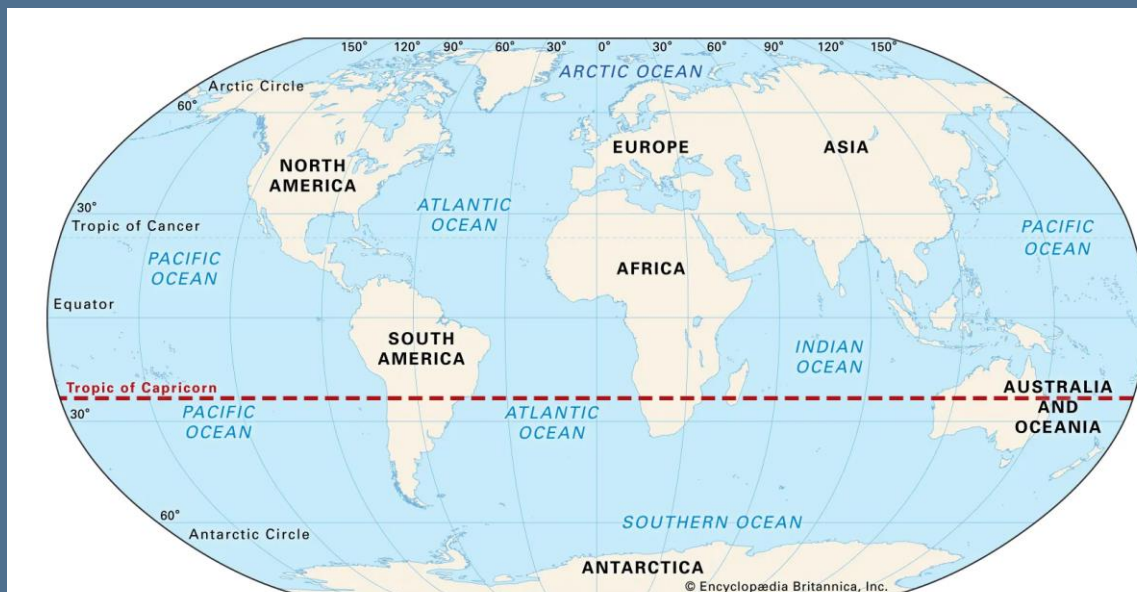 150° 120° 90° 60° 30° 0° 30° 60° 90° 120° 150°
ARCTIC OCEAN
Arctic Circle
60°
NORTH
AMERICA
EUROPE
ASIA
ATLANTIC
OCEAN
30°
Tropic of Cancer
PACIFIC
OCEAN
PACIFIC
OCEAN
AFRICA
Equator
SOUTH
AMERICA
INDIAN
OCEAN
Tropic of Capricorn
30°
PACIFIC
OCEAN
ATLANTIC
OCEAN
AUSTRALIA
AND
OCEANIA
60°
Antarctic Circle
SOUTHERN OCEAN
ANTARCTICA
© Encyclopædia Britannica, Inc.